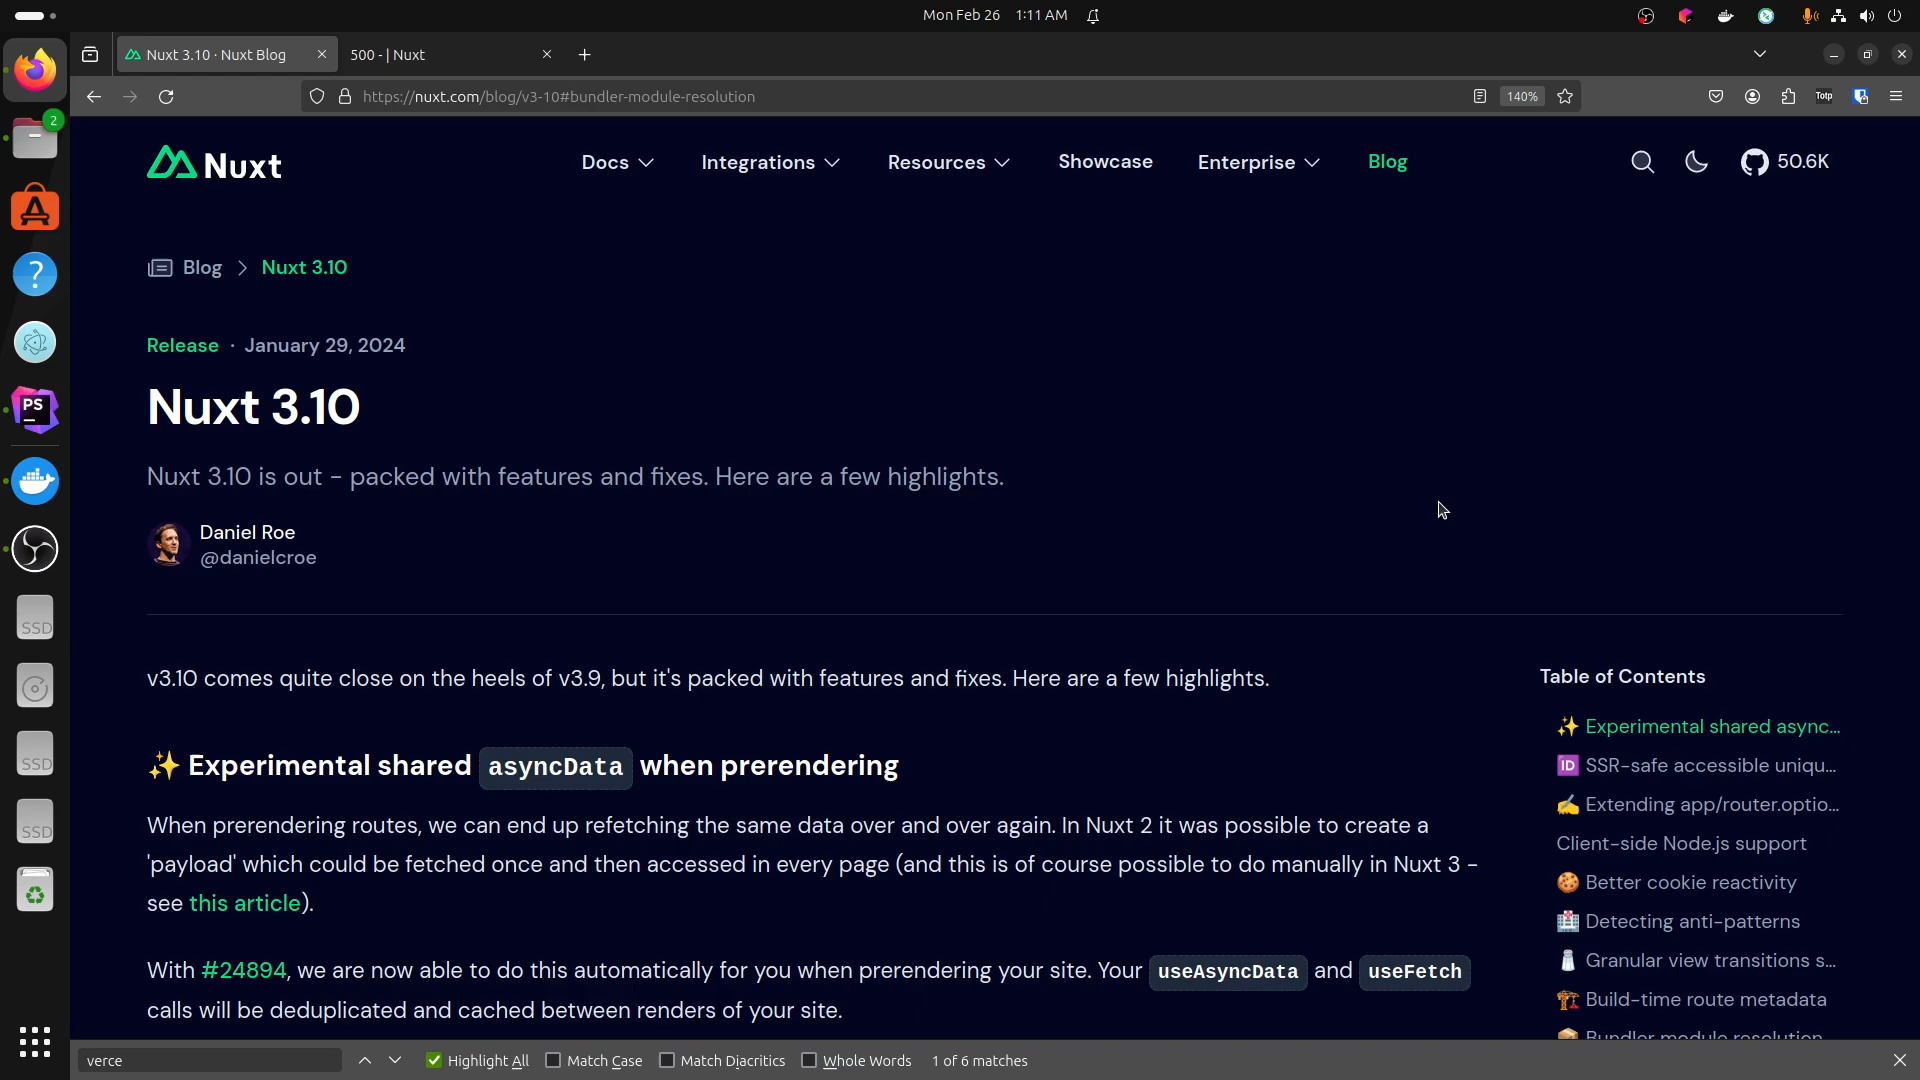 Mon Feb 26 1:11 AM
Nuxt 3.10 · Nuxt Blog
500 - | Nuxt
https://nuxt.com/blog/v3-10#bundler-module-resolution
140%
Totp
2
PS
SSD
SSD
SSD
Nuxt
Docs
Integrations
Resources
Showcase
Enterprise
Blog
50.6K
Blog > Nuxt 3.10
Release · January 29, 2024
Nuxt 3.10
Nuxt 3.10 is out - packed with features and fixes. Here are a few highlights.
Daniel Roe
@danielcroe
v3.10 comes quite close on the heels of v3.9, but it's packed with features and fixes. Here are a few highlights.
✨ Experimental shared asyncData when prerendering
When prerendering routes, we can end up refetching the same data over and over again. In Nuxt 2 it was possible to create a
'payload' which could be fetched once and then accessed in every page (and this is of course possible to do manually in Nuxt 3 -
see this article).
With #24894, we are now able to do this automatically for you when prerendering your site. Your useAsyncData and useFetch
calls will be deduplicated and cached between renders of your site.
Table of Contents
✨ Experimental shared async...
🆔 SSR-safe accessible uniqu...
✍️ Extending app/router.optio...
Client-side Node.js support
🍪 Better cookie reactivity
🏥 Detecting anti-patterns
🧂 Granular view transitions s...
🏗️ Build-time route metadata
📦 Bundler module resolution
verce
Highlight All
Match Case
Match Diacritics
Whole Words
1 of 6 matches